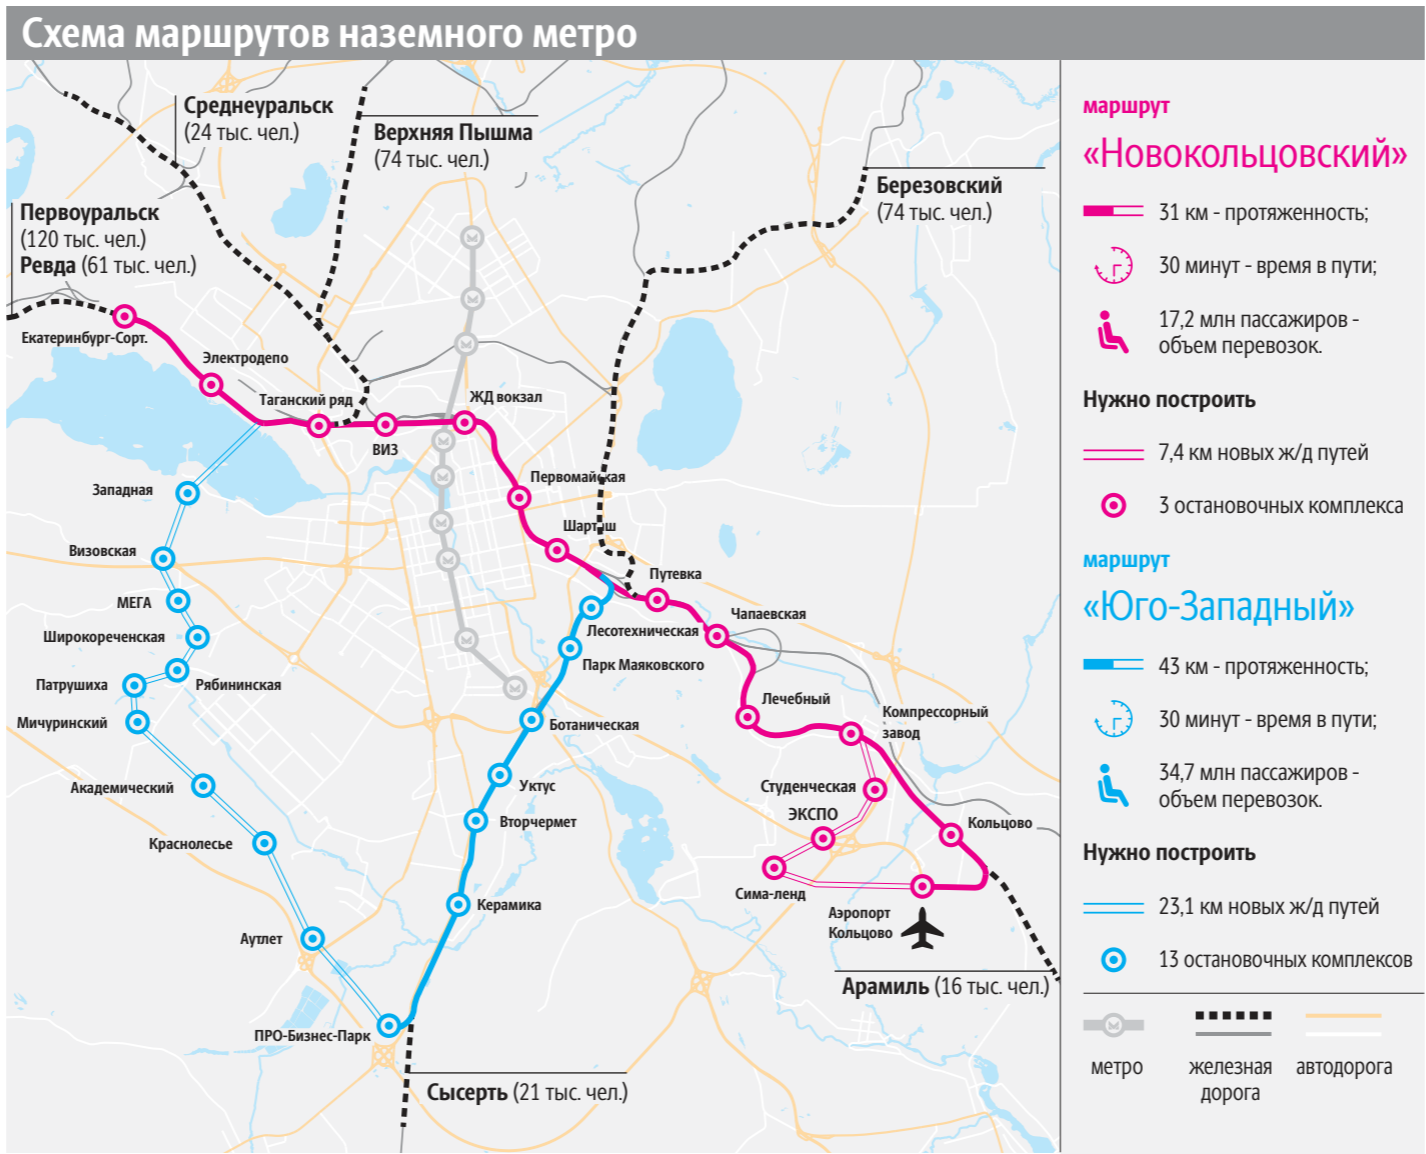 Схема маршрутов наземного метро
Среднеуральск
(24 тыс. чел.)
Верхняя Пышма
(74 тыс. чел.)
Березовский
(74 тыс. чел.)
Первоуральск
(120 тыс. чел.)
Ревда (61 тыс. чел.)
Екатеринбург-Сорт.
Электродепо
Таганский ряд
ВИЗ
ЖД вокзал
Первомайская
Шарташ
Путевка
Чапаевская
Лечебный
Компрессорный
завод
Студенческая
ЭКСПО
Сима-ленд
Кольцово
Аэропорт
Кольцово
Арамиль (16 тыс. чел.)
Западная
Визовская
МЕГА
Широкореченская
Рябининская
Патрушиха
Мичуринский
Академический
Краснолесье
Аутлет
ПРО-Бизнес-Парк
Лесотехническая
Парк Маяковского
Ботаническая
Уктус
Вторчермет
Керамика
Сысерть (21 тыс. чел.)
маршрут
«Новокольцовский»
31 км - протяженность;
30 минут - время в пути;
17,2 млн пассажиров -
объем перевозок.
Нужно построить
7,4 км новых ж/д путей
3 остановочных комплекса
маршрут
«Юго-Западный»
43 км - протяженность;
30 минут - время в пути;
34,7 млн пассажиров -
объем перевозок.
Нужно построить
23,1 км новых ж/д путей
13 остановочных комплексов
метро
железная
дорога
автодорога